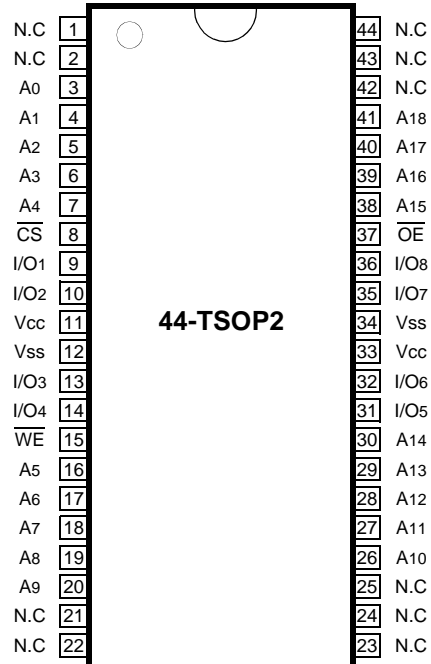 N.C 1 44 N.C
N.C 2 43 N.C
A0 3 42 N.C
A1 4 41 A18
A2 5 40 A17
A3 6 39 A16
A4 7 38 A15
C̅S̅ 8 37 O̅E̅
I/O1 9 36 I/O8
I/O2 10 35 I/O7
Vcc 11 44-TSOP2 34 Vss
Vss 12 33 Vcc
I/O3 13 32 I/O6
I/O4 14 31 I/O5
W̅E̅ 15 30 A14
A5 16 29 A13
A6 17 28 A12
A7 18 27 A11
A8 19 26 A10
A9 20 25 N.C
N.C 21 24 N.C
N.C 22 23 N.C